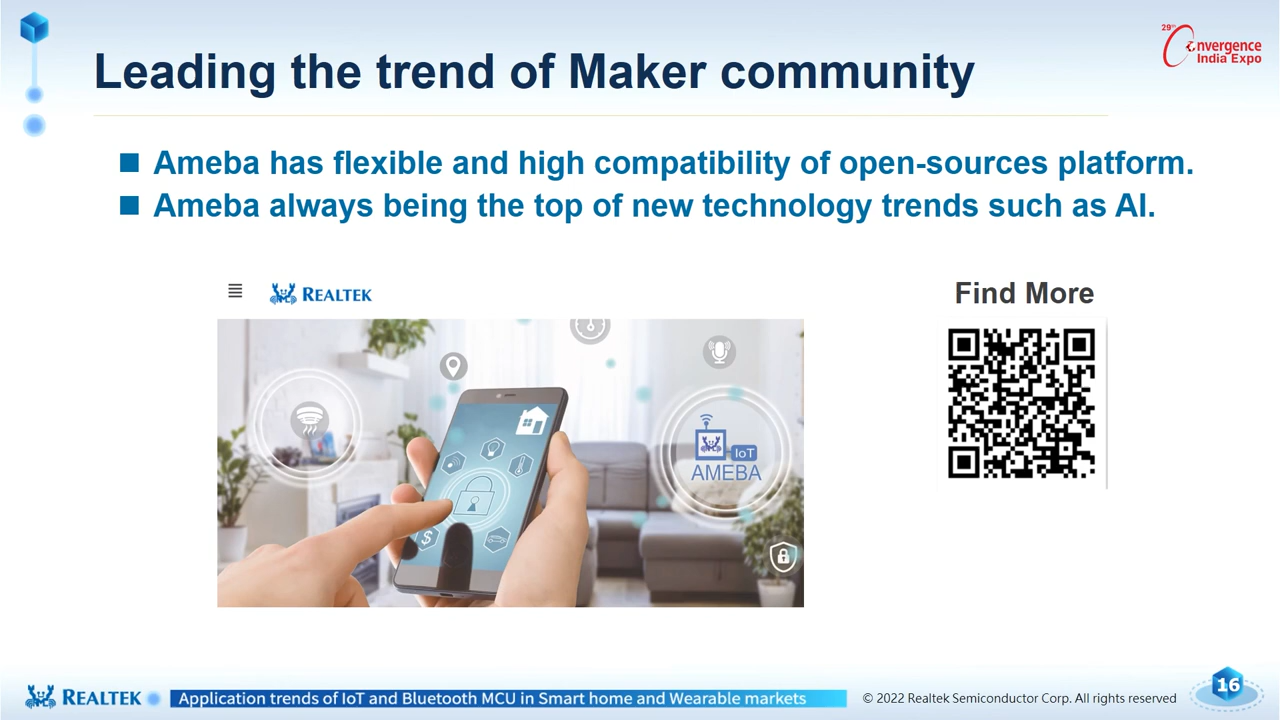 Leading the trend of Maker community
29th
Convergence
India Expo
Ameba has flexible and high compatibility of open-sources platform.
Ameba always being the top of new technology trends such as AI.
REALTEK
Find More
IoT
AMEBA
$
REALTEK
Application trends of IoT and Bluetooth MCU in Smart home and Wearable markets
© 2022 Realtek Semiconductor Corp. All rights reserved
16